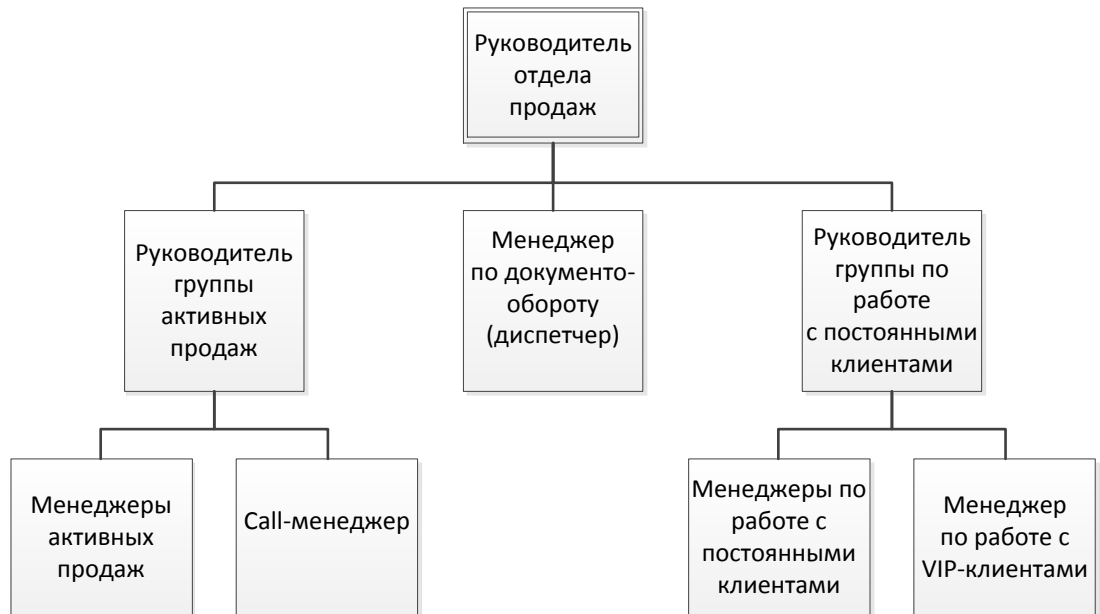 Руководитель
отдела
продаж
Руководитель
группы
активных
продаж
Менеджер
по документо-
обороту
(диспетчер)
Руководитель
группы по
работе
с постоянными
клиентами
Менеджеры
активных
продаж
Call-менеджер
Менеджеры по
работе с
постоянными
клиентами
Менеджер
по работе с
VIP-клиентами